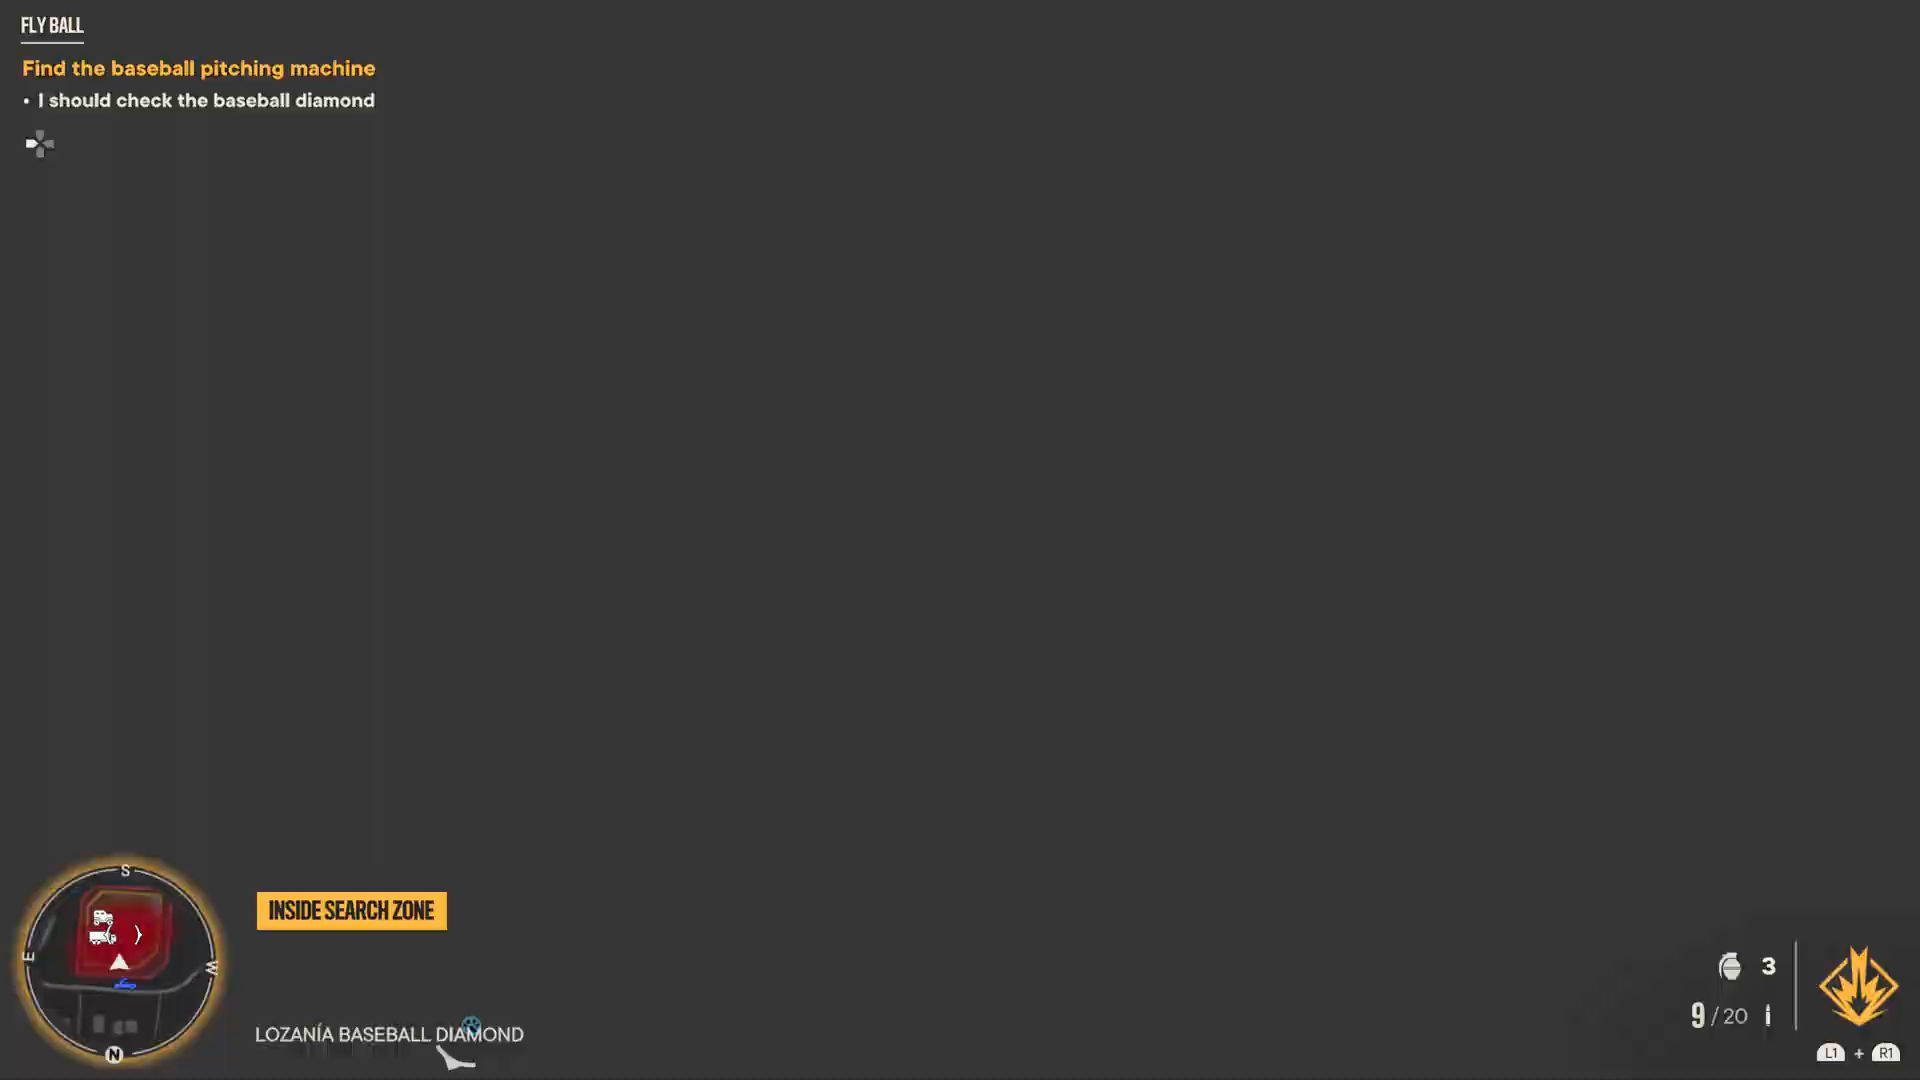 FLY BALL
Find the baseball pitching machine
• I should check the baseball diamond
S
E
W
N
INSIDE SEARCH ZONE
LOZANÍA BASEBALL DIAMOND
3
9/20
L1 + R1